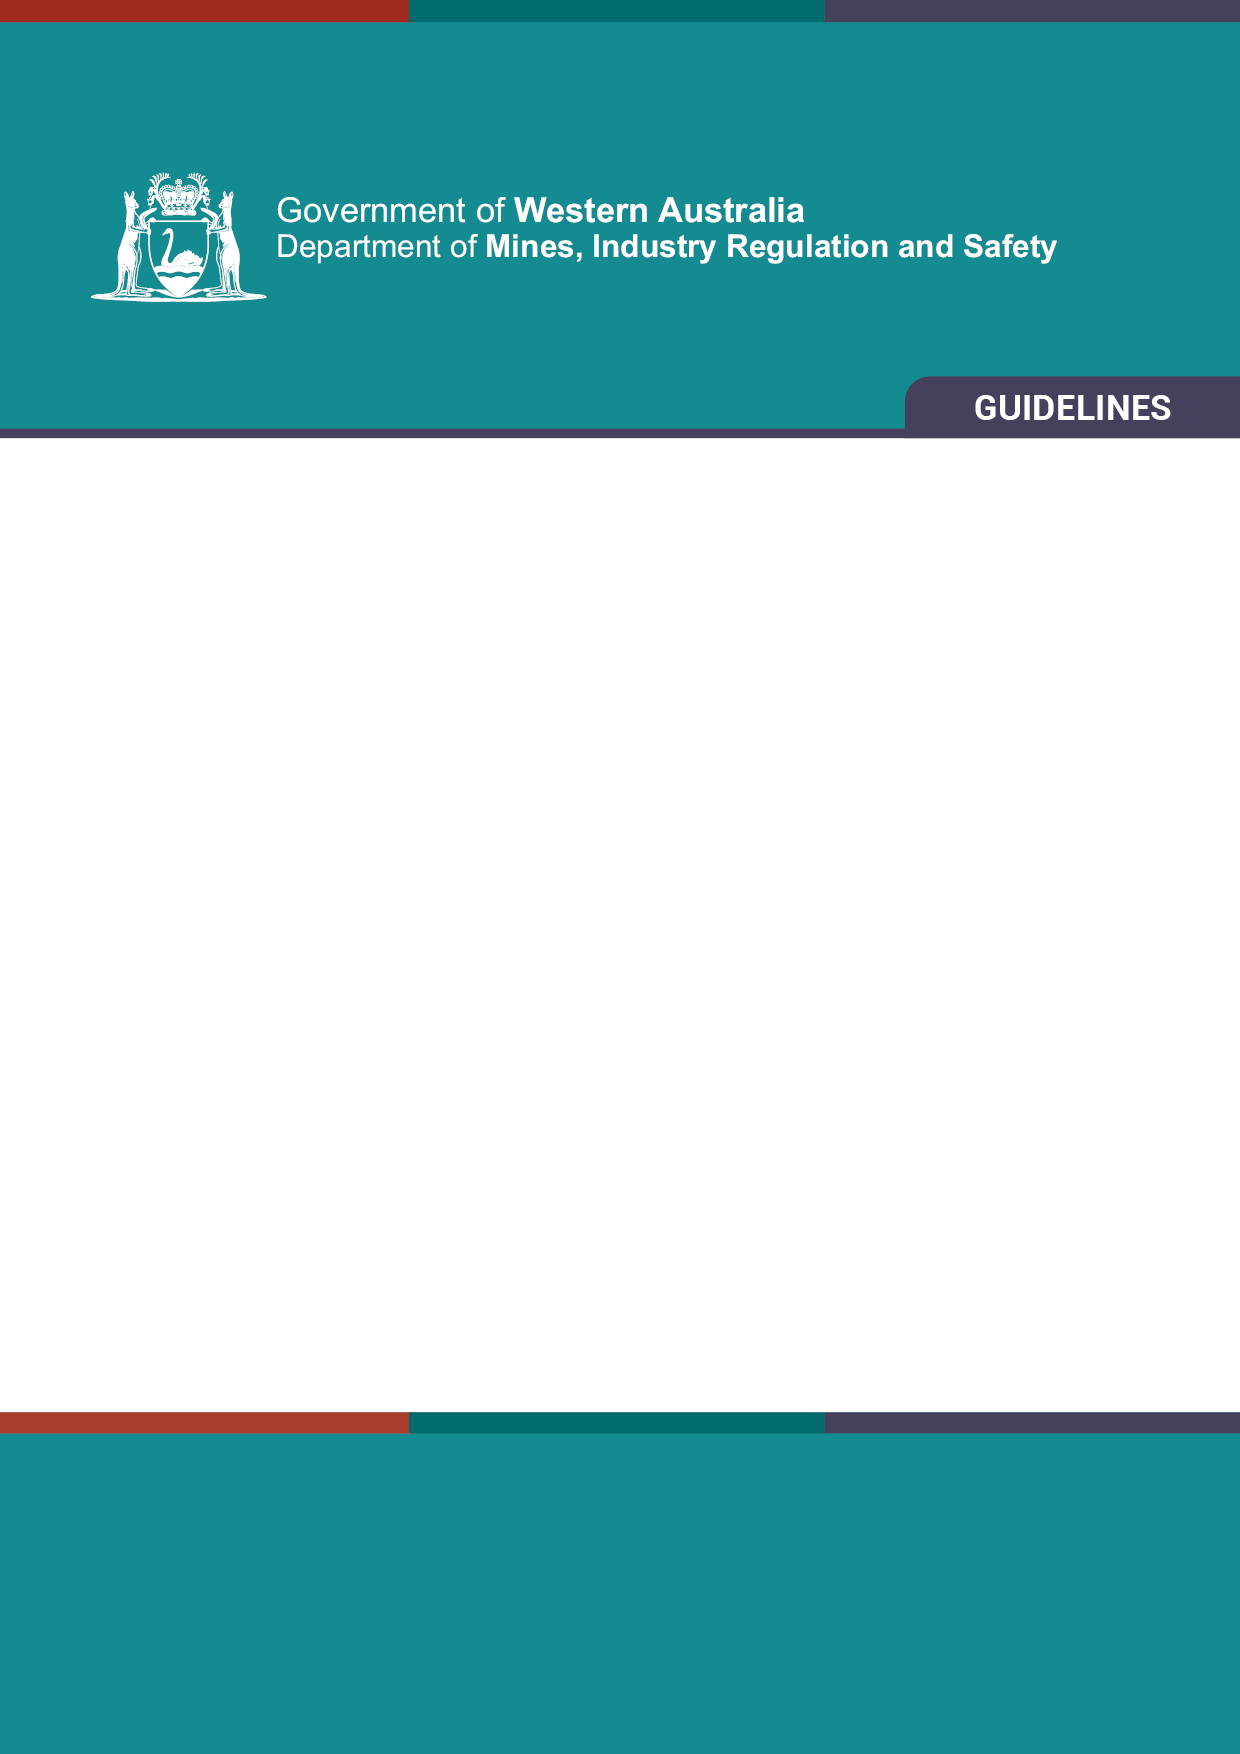 Government of Western Australia
Department of Mines, Industry Regulation and Safety
GUIDELINES